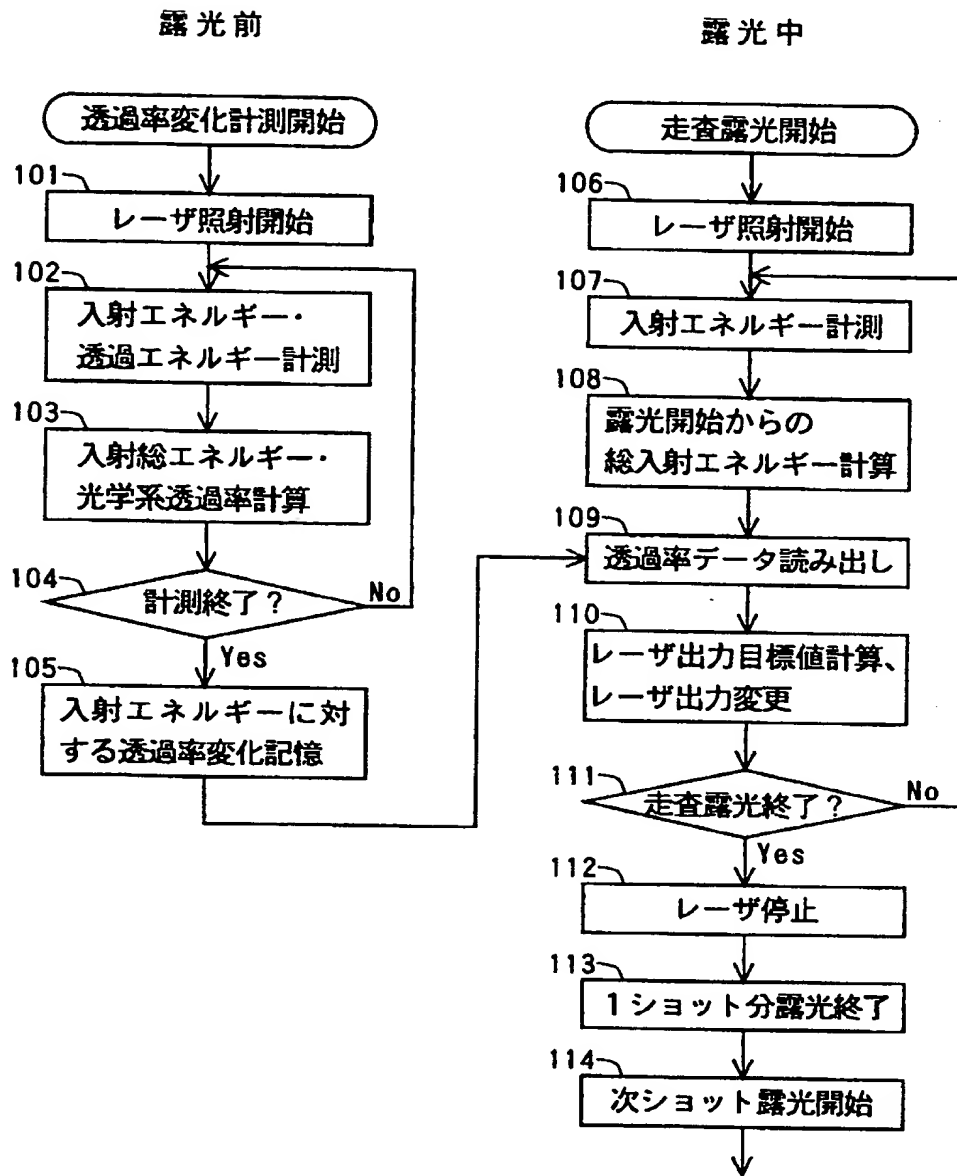 露光前
透過率変化計測開始
101
レーザ照射開始
102
入射エネルギー・
透過エネルギー計測
103
入射総エネルギー・
光学系透過率計算
104
計測終了？
No
Yes
105
入射エネルギーに対
する透過率変化記憶
露光中
走査露光開始
106
レーザ照射開始
107
入射エネルギー計測
108
露光開始からの
総入射エネルギー計算
109
透過率データ読み出し
110
レーザ出力目標値計算、
レーザ出力変更
111
走査露光終了？
No
Yes
112
レーザ停止
113
1ショット分露光終了
114
次ショット露光開始